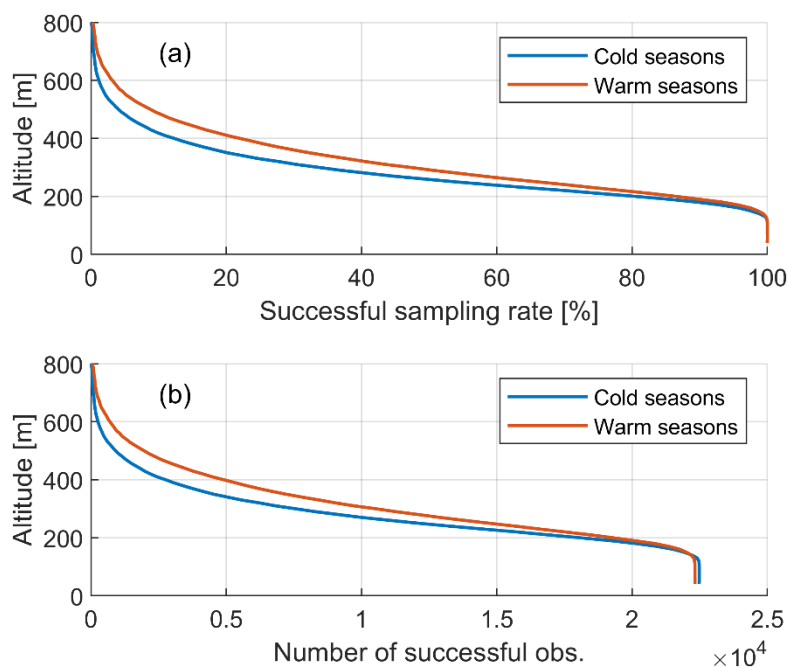 (a)
Cold seasons
Warm seasons
Altitude [m]
800
600
400
200
0
0 20 40 60 80 100
Successful sampling rate [%]
(b)
Cold seasons
Warm seasons
Altitude [m]
800
600
400
200
0
0 0.5 1 1.5 2 2.5
×10⁴
Number of successful obs.